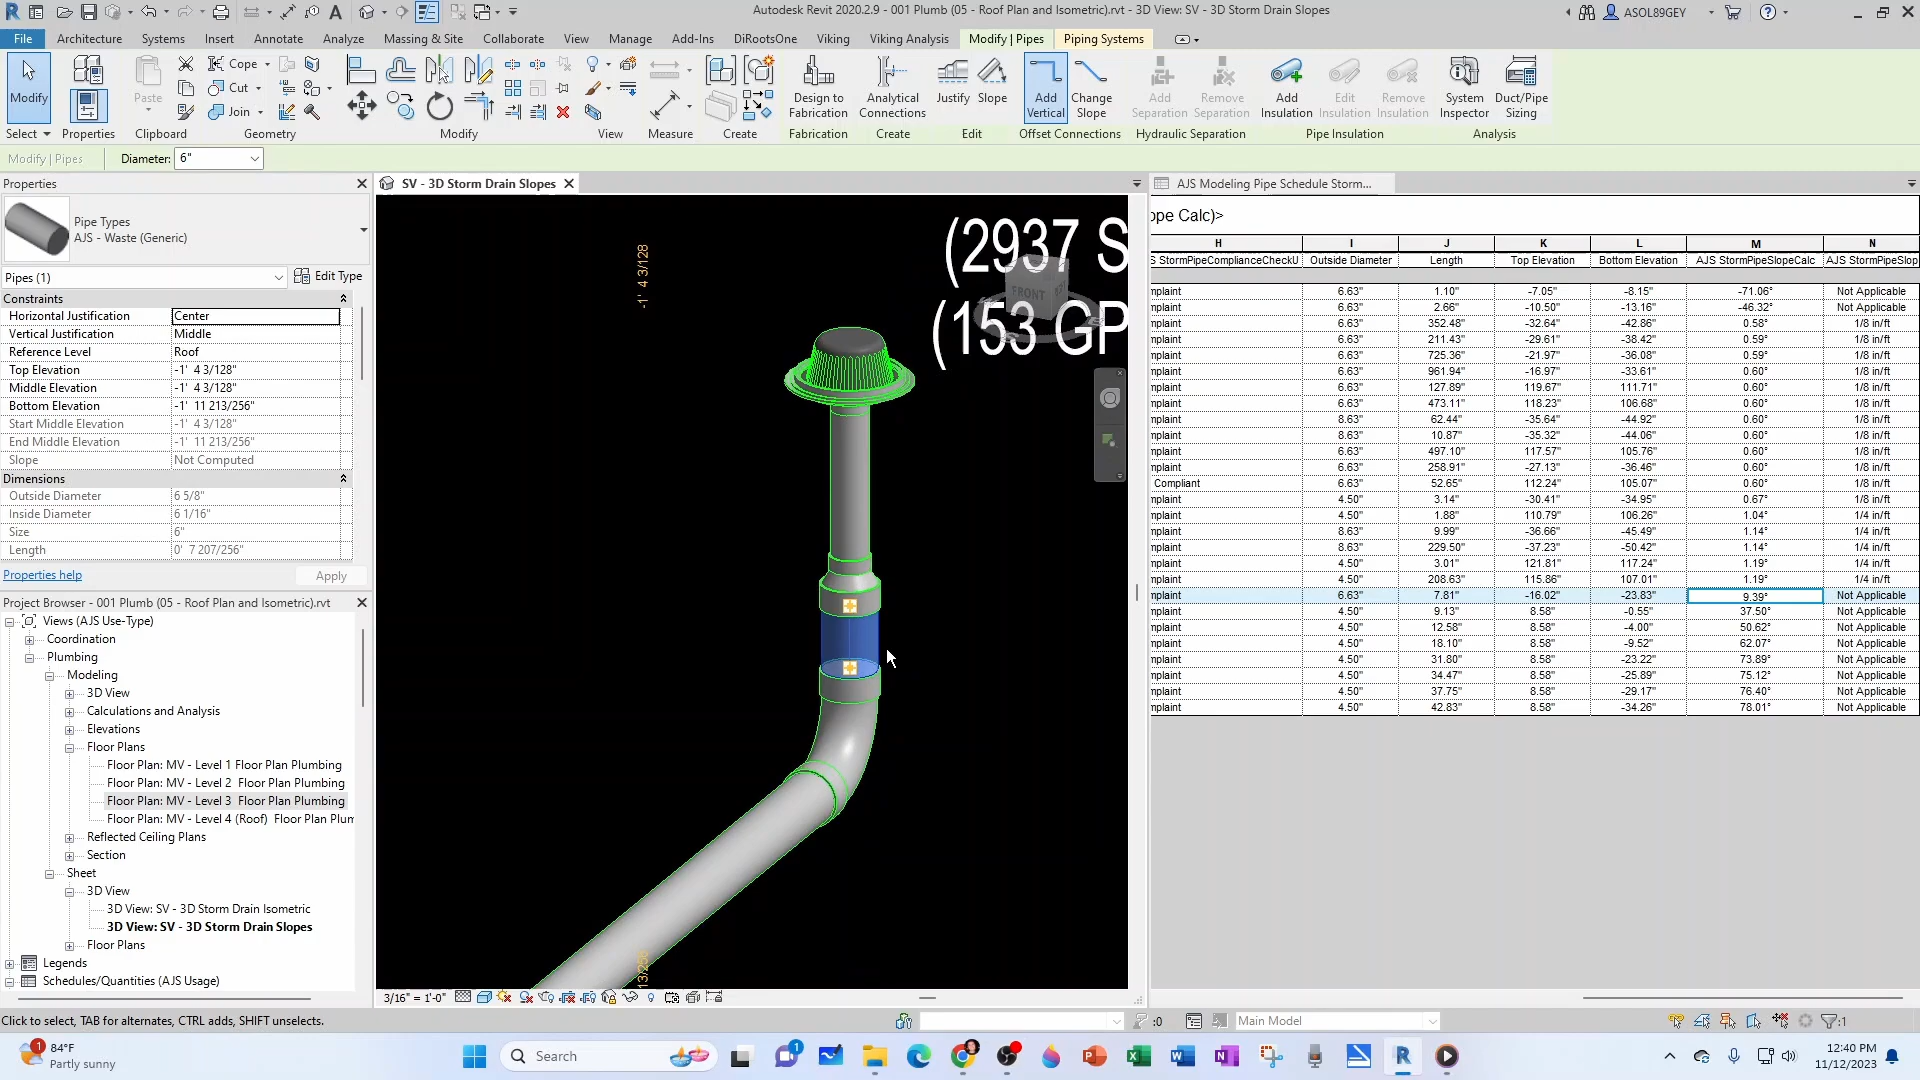 Autodesk Revit 2020.2.9 - 001 Plumb (05 - Roof Plan and Isometric).rvt - 3D View: SV - 3D Storm Drain Slopes
ASOL89GEY
File Architecture Systems Insert Annotate Analyze Massing & Site Collaborate View Manage Add-Ins DiRootsOne Viking Viking Analysis Modify | Pipes Piping Systems
Modify
Paste
Cope
Cut
Join
Design to Fabrication
Analytical Connections
Justify
Slope
Add Vertical
Change Slope
Add Separation
Remove Separation
Add Insulation
Edit Insulation
Remove Insulation
System Inspector
Duct/Pipe Sizing
Select Properties Clipboard Geometry Modify View Measure Create Fabrication Create Edit Offset Connections Hydraulic Separation Pipe Insulation Analysis
Modify | Pipes Diameter: 6"
Properties
Pipe Types
AJS - Waste (Generic)
Pipes (1) Edit Type
Constraints
Horizontal Justification Center
Vertical Justification Middle
Reference Level Roof
Top Elevation -1' 4 3/128"
Middle Elevation -1' 4 3/128"
Bottom Elevation -1' 11 213/256"
Start Middle Elevation -1' 4 3/128"
End Middle Elevation -1' 11 213/256"
Slope Not Computed
Dimensions
Outside Diameter 6 5/8"
Inside Diameter 6 1/16"
Size 6"
Length 0' 7 207/256"
Properties help Apply
Project Browser - 001 Plumb (05 - Roof Plan and Isometric).rvt
Views (AJS Use-Type)
Coordination
Plumbing
Modeling
3D View
Calculations and Analysis
Elevations
Floor Plans
Floor Plan: MV - Level 1 Floor Plan Plumbing
Floor Plan: MV - Level 2 Floor Plan Plumbing
Floor Plan: MV - Level 3 Floor Plan Plumbing
Floor Plan: MV - Level 4 (Roof) Floor Plan Plum
Reflected Ceiling Plans
Section
Sheet
3D View
3D View: SV - 3D Storm Drain Isometric
3D View: SV - 3D Storm Drain Slopes
Floor Plans
Legends
Schedules/Quantities (AJS Usage)
SV - 3D Storm Drain Slopes
-1' 4 3/128
(2937 S
(153 GP
FRONT
3/16" = 1'-0"
AJS Modeling Pipe Schedule Storm...
ope Calc)>
H I J K L M N
S StormPipeComplianceCheckU Outside Diameter Length Top Elevation Bottom Elevation AJS StormPipeSlopeCalc AJS StormPipeSlop
mplaint 6.63" 1.10" -7.05" -8.15" -71.06° Not Applicable
mplaint 6.63" 2.66" -10.50" -13.16" -46.32° Not Applicable
mplaint 6.63" 352.48" -32.64" -42.86" 0.58° 1/8 in/ft
mplaint 6.63" 211.43" -29.61" -38.42" 0.59° 1/8 in/ft
mplaint 6.63" 725.36" -21.97" -36.08" 0.59° 1/8 in/ft
mplaint 6.63" 961.94" -16.97" -33.61" 0.60° 1/8 in/ft
mplaint 6.63" 127.89" 119.67" 111.71" 0.60° 1/8 in/ft
mplaint 6.63" 473.11" 118.23" 106.68" 0.60° 1/8 in/ft
mplaint 8.63" 62.44" -35.64" -44.92" 0.60° 1/8 in/ft
mplaint 8.63" 10.87" -35.32" -44.06" 0.60° 1/8 in/ft
mplaint 6.63" 497.10" 117.57" 105.76" 0.60° 1/8 in/ft
mplaint 6.63" 258.91" -27.13" -36.46" 0.60° 1/8 in/ft
Compliant 6.63" 52.65" 112.24" 105.07" 0.60° 1/8 in/ft
mplaint 4.50" 3.14" -30.41" -34.95" 0.67° 1/8 in/ft
mplaint 4.50" 1.88" 110.79" 106.26" 1.04° 1/4 in/ft
mplaint 8.63" 9.99" -36.66" -45.49" 1.14° 1/4 in/ft
mplaint 8.63" 229.50" -37.23" -50.42" 1.14° 1/4 in/ft
mplaint 4.50" 3.01" 121.81" 117.24" 1.19° 1/4 in/ft
mplaint 4.50" 208.63" 115.86" 107.01" 1.19° 1/4 in/ft
mplaint 6.63" 7.81" -16.02" -23.83" 9.39° Not Applicable
mplaint 4.50" 9.13" 8.58" -0.55" 37.50° Not Applicable
mplaint 4.50" 12.58" 8.58" -4.00" 50.62° Not Applicable
mplaint 4.50" 18.10" 8.58" -9.52" 62.07° Not Applicable
mplaint 4.50" 31.80" 8.58" -23.22" 73.89° Not Applicable
mplaint 4.50" 34.47" 8.58" -25.89" 75.12° Not Applicable
mplaint 4.50" 37.75" 8.58" -29.17" 76.40° Not Applicable
mplaint 4.50" 42.83" 8.58" -34.26" 78.01° Not Applicable
Click to select, TAB for alternates, CTRL adds, SHIFT unselects.
:0
Main Model
:1
84°F
Partly sunny
Search
12:40 PM
11/12/2023